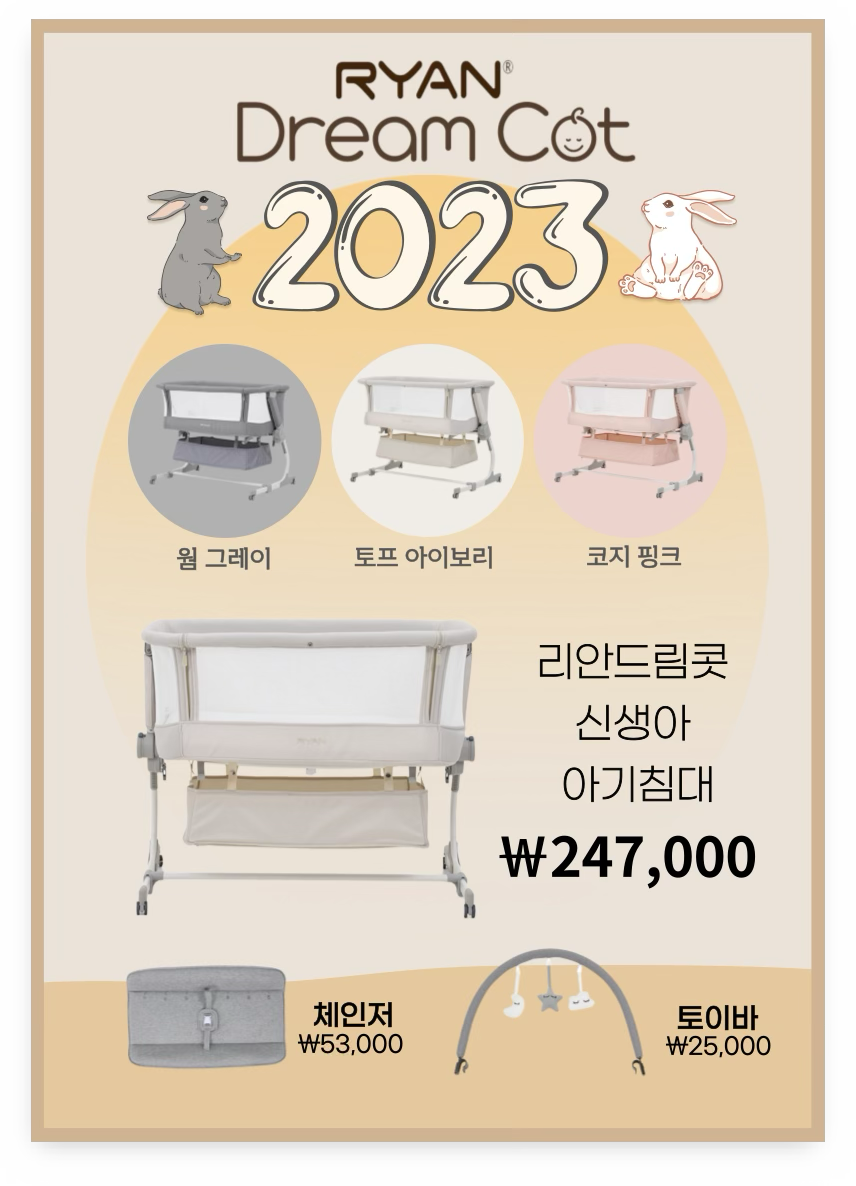 RYAN®
Dream Cot
2023
웜 그레이
토프 아이보리
코지 핑크
리안드림콧
신생아
아기침대
₩247,000
체인저
₩53,000
토이바
₩25,000